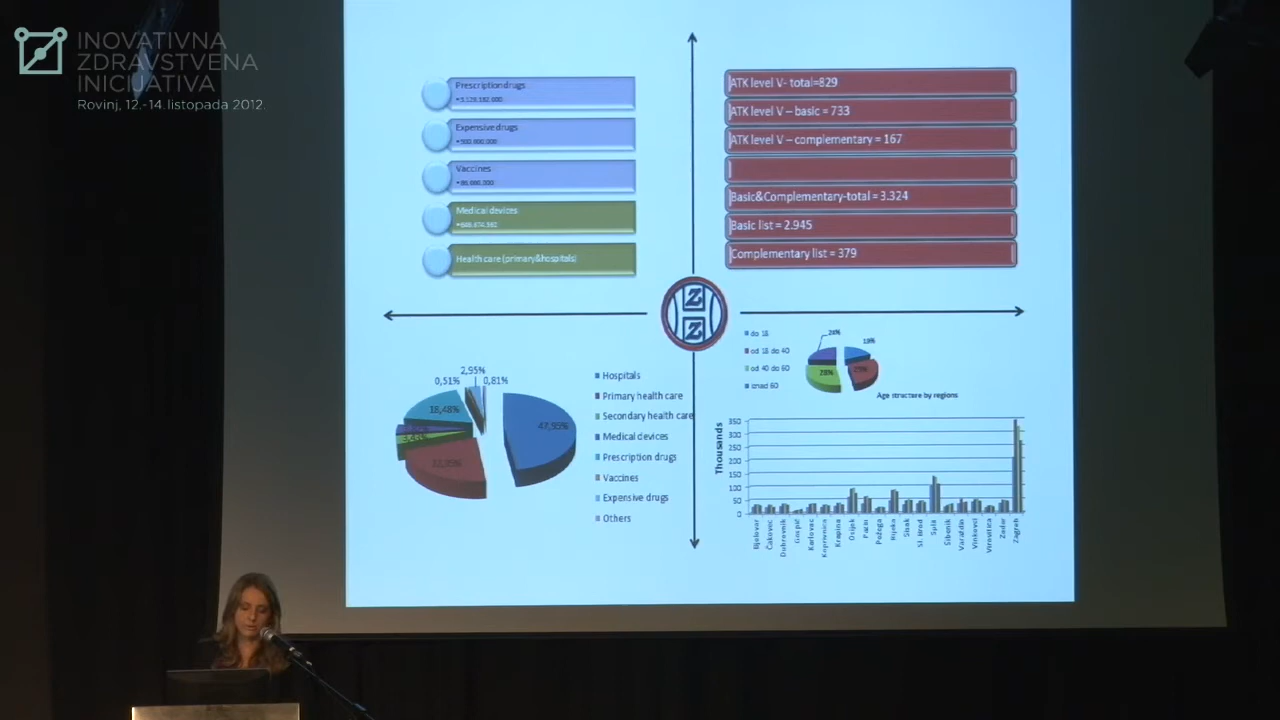 INOVATIVNA
ZDRAVSTVENA
INICIJATIVA
Rovinj, 12.-14. listopada 2012.
Prescription drugs
Expensive drugs
Vaccines
Medical devices
Health care (primary&hospitals)
ATK level V- total=829
ATK level V – basic = 733
ATK level V – complementary = 167
Basic&Complementary-total = 3.324
Basic list = 2.945
Complementary list = 379
Z
Z
2,95%
0,51%
0,81%
18,48%
47,95%
Hospitals
Primary health care
Secondary health care
Medical devices
Prescription drugs
Vaccines
Expensive drugs
Others
do 18
od 18 do 40
od 40 do 60
iznad 60
24%
28%
Age structure by regions
Thousands
350
300
250
200
150
100
50
0
Bjelovar
Čakovec
Dubrovnik
Gospić
Karlovac
Koprivnica
Krapina
Osijek
Pazin
Požega
Rijeka
Sisak
Sl. Brod
Split
Šibenik
Varaždin
Vinkovci
Virovitica
Zadar
Zagreb